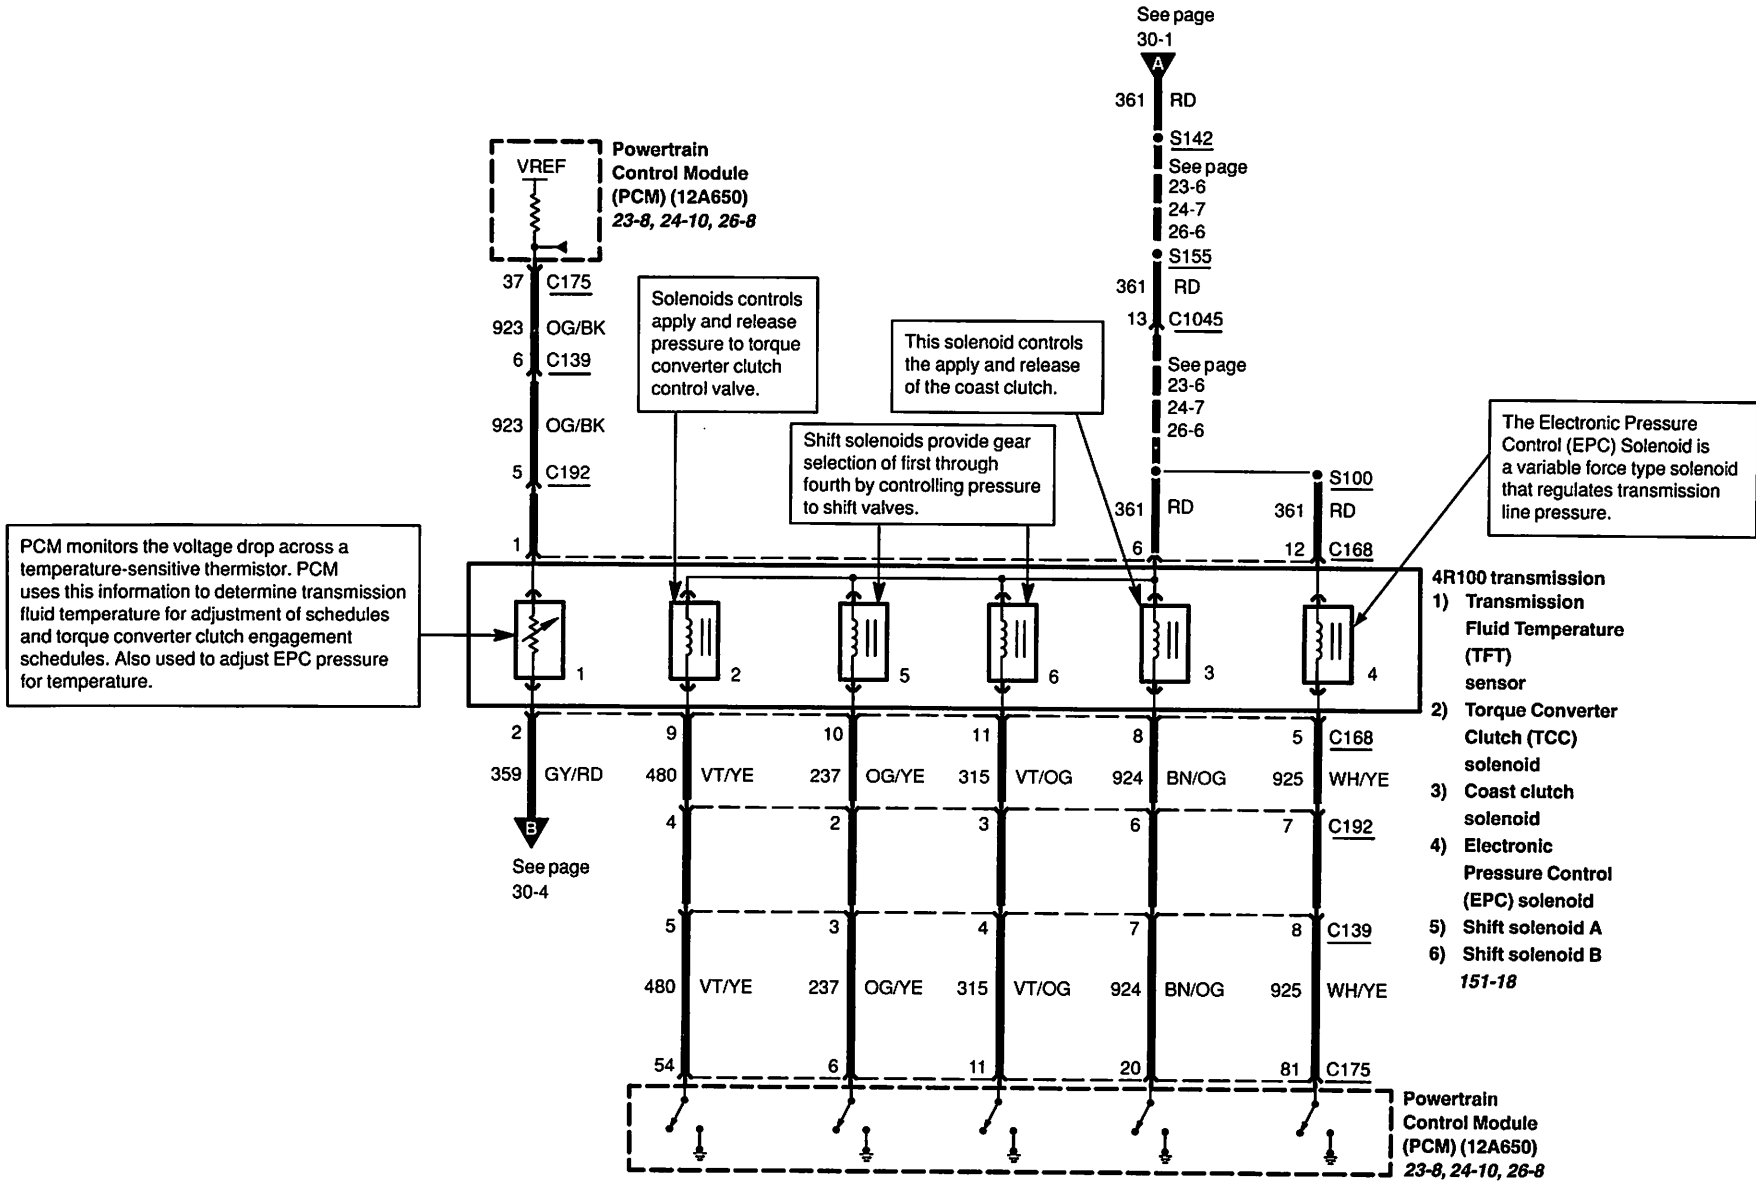 See page
30-1
A
361 RD
S142
See page
23-6
24-7
26-6
S155
361 RD
13 C1045
See page
23-6
24-7
26-6
S100
361 RD
361 RD
6
12 C168
VREF
Powertrain
Control Module
(PCM) (12A650)
23-8, 24-10, 26-8
37 C175
923 OG/BK
6 C139
923 OG/BK
5 C192
1
Solenoids controls
apply and release
pressure to torque
converter clutch
control valve.
Shift solenoids provide gear
selection of first through
fourth by controlling pressure
to shift valves.
This solenoid controls
the apply and release
of the coast clutch.
The Electronic Pressure
Control (EPC) Solenoid is
a variable force type solenoid
that regulates transmission
line pressure.
PCM monitors the voltage drop across a
temperature-sensitive thermistor. PCM
uses this information to determine transmission
fluid temperature for adjustment of schedules
and torque converter clutch engagement
schedules. Also used to adjust EPC pressure
for temperature.
1 2 5 6 3 4
4R100 transmission
1) Transmission
Fluid Temperature
(TFT)
sensor
2) Torque Converter
Clutch (TCC)
solenoid
3) Coast clutch
solenoid
4) Electronic
Pressure Control
(EPC) solenoid
5) Shift solenoid A
6) Shift solenoid B
151-18
2 9 10 11 8 5 C168
359 GY/RD 480 VT/YE 237 OG/YE 315 VT/OG 924 BN/OG 925 WH/YE
B
See page
30-4
4 2 3 6 7 C192
5 3 4 7 8 C139
480 VT/YE 237 OG/YE 315 VT/OG 924 BN/OG 925 WH/YE
54 6 11 20 81 C175
Powertrain
Control Module
(PCM) (12A650)
23-8, 24-10, 26-8